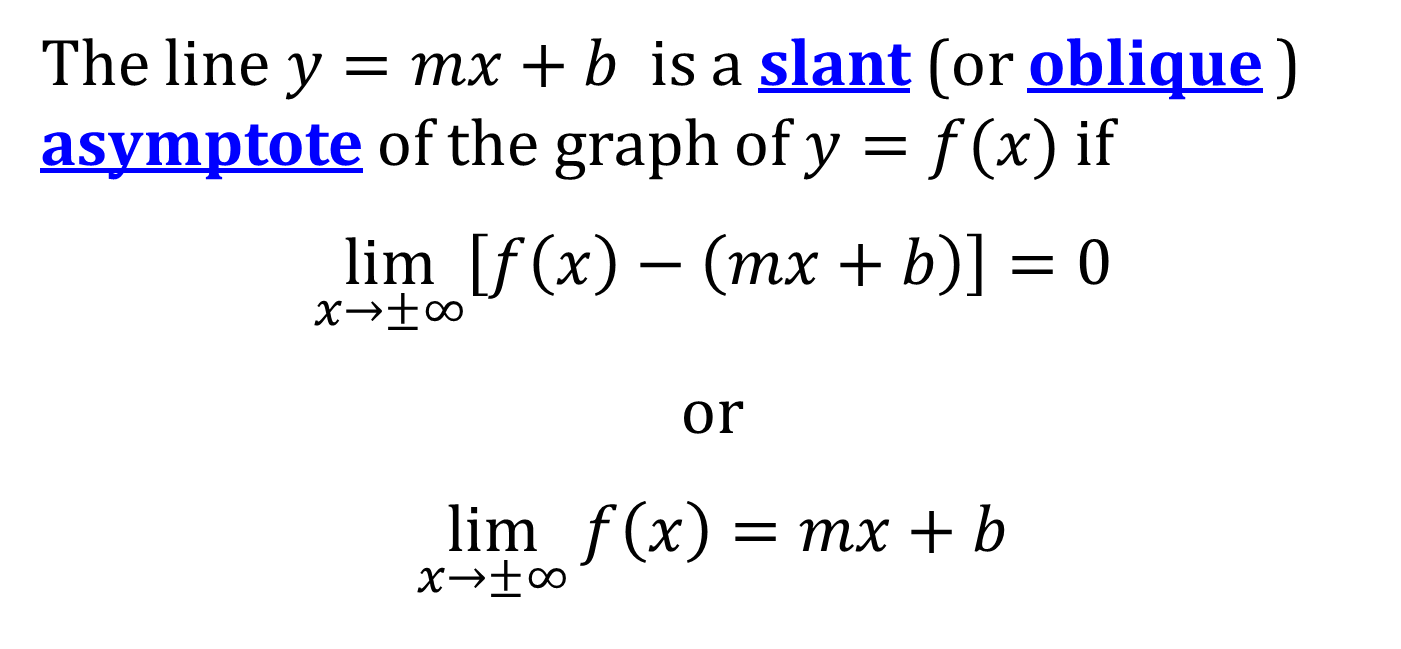 The line y = mx + b is a slant (or oblique )
asymptote of the graph of y = f(x) if
lim [f(x) − (mx + b)] = 0
x→±∞
or
lim f(x) = mx + b
x→±∞